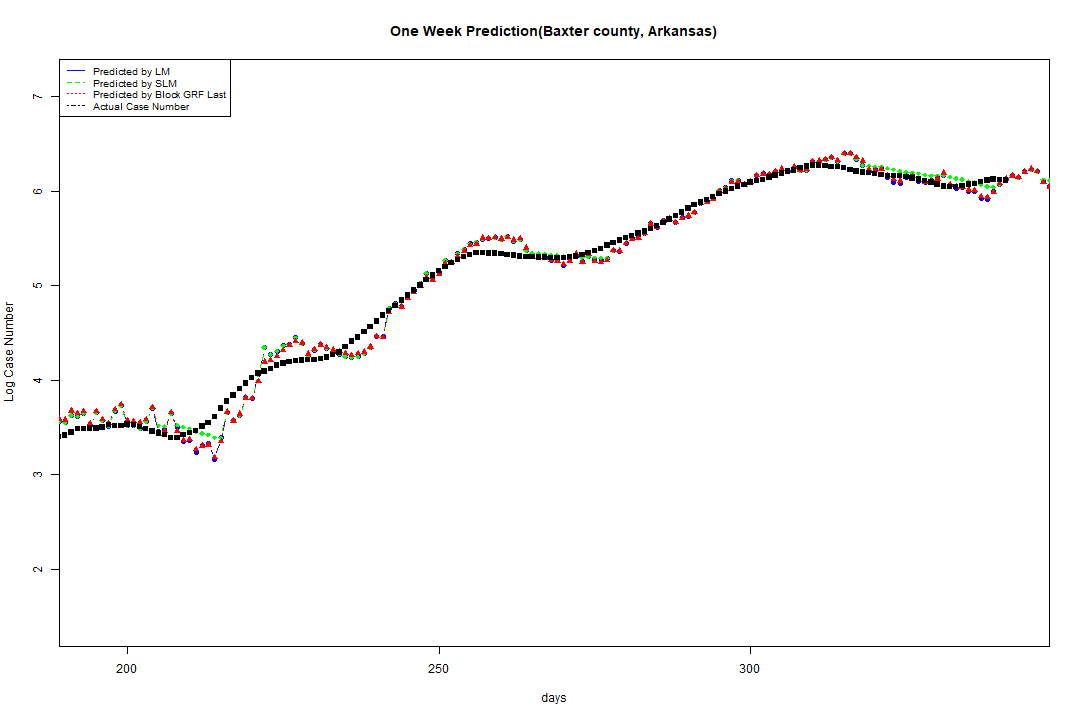 One Week Prediction(Baxter county, Arkansas)
Predicted by LM
Predicted by SLM
Predicted by Block GRF Last
Actual Case Number
7
6
5
4
3
2
Log Case Number
200
250
300
days